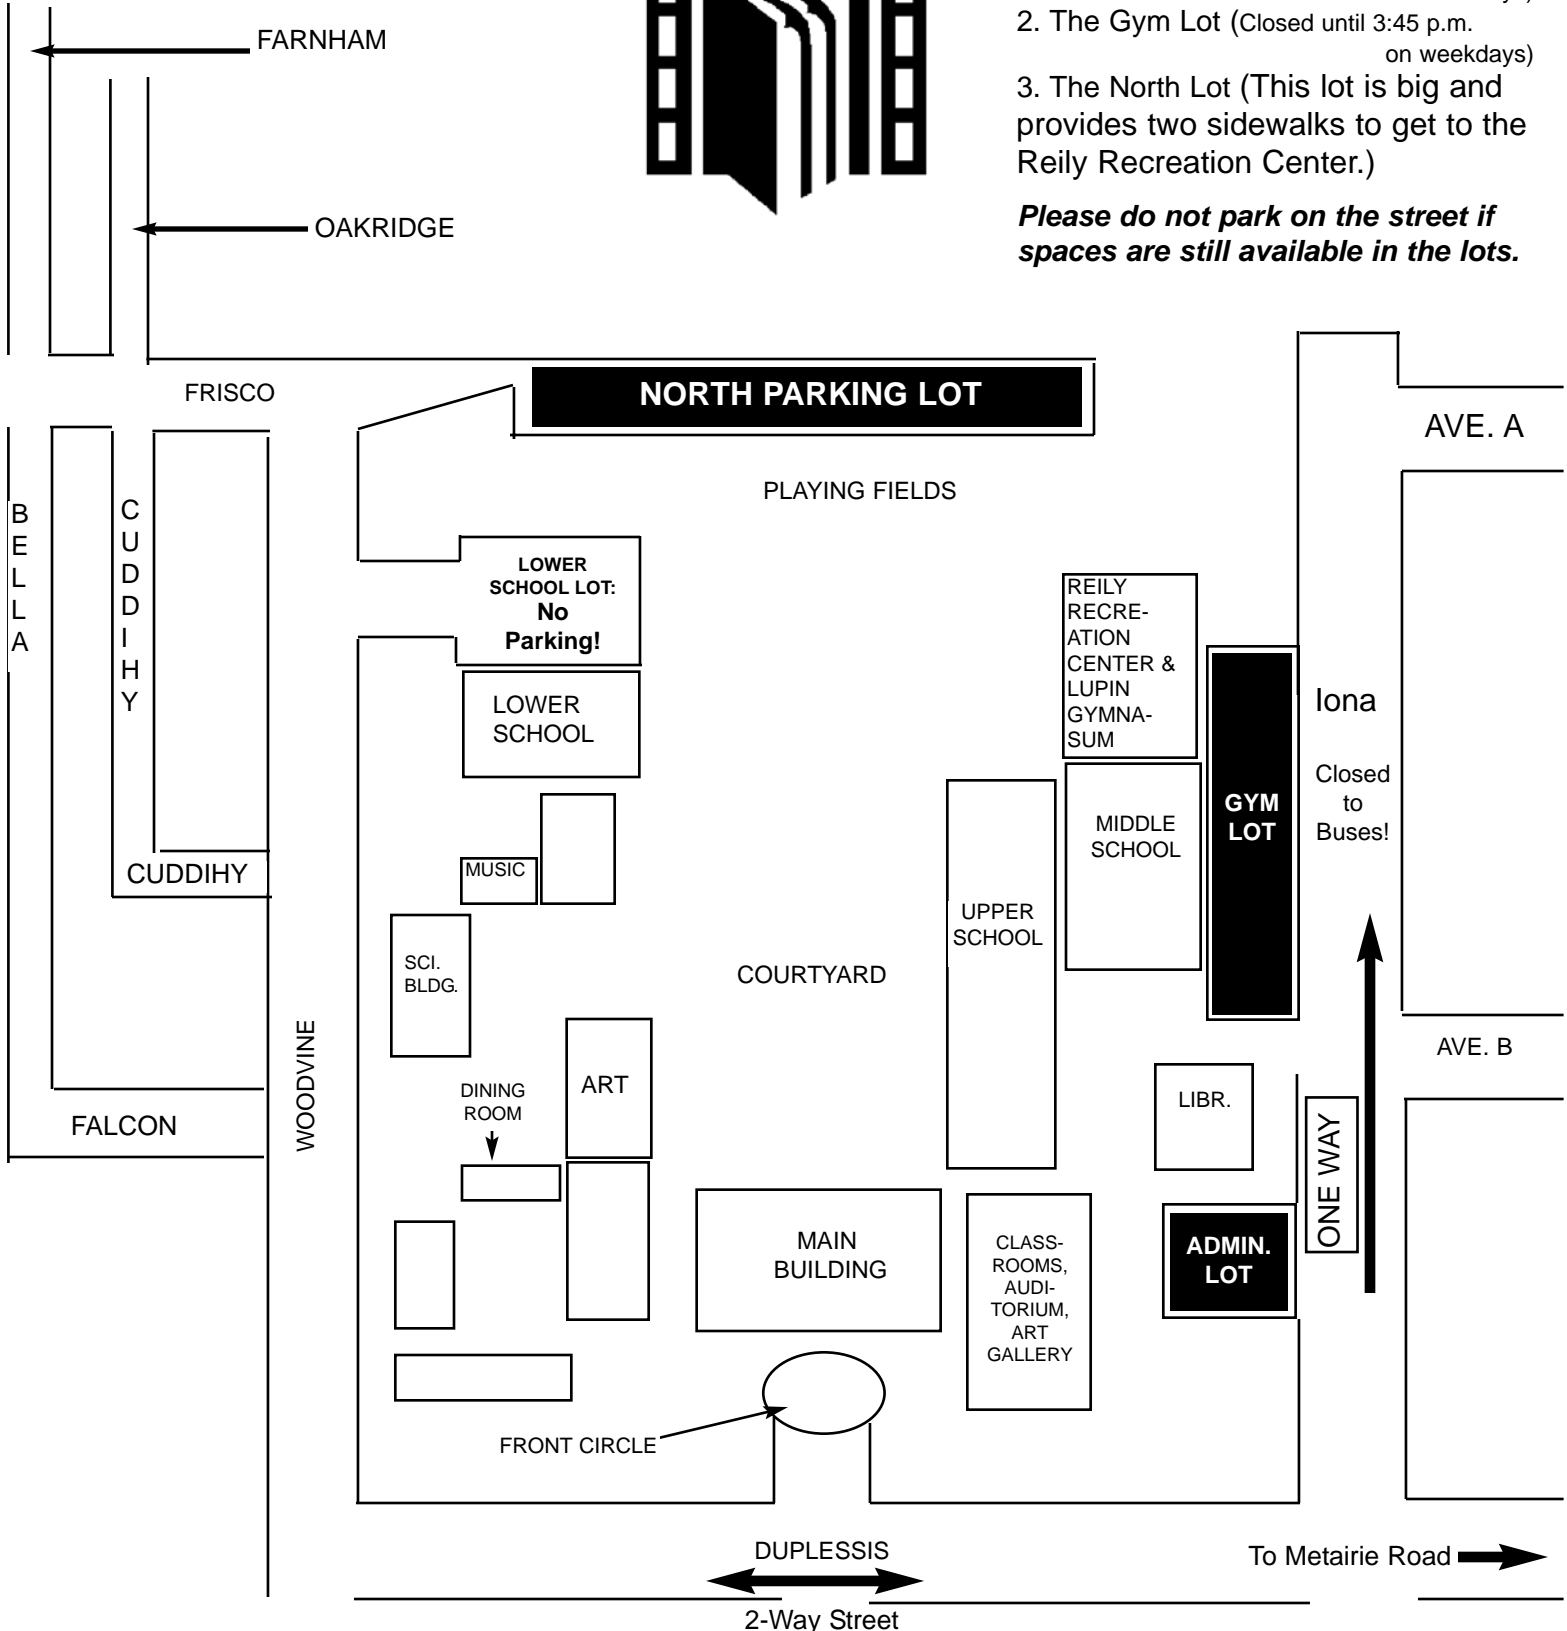 2. The Gym Lot (Closed until 3:45 p.m.
on weekdays)
3. The North Lot (This lot is big and
provides two sidewalks to get to the
Reily Recreation Center.)
Please do not park on the street if
spaces are still available in the lots.
FARNHAM
OAKRIDGE
FRISCO
NORTH PARKING LOT
AVE. A
PLAYING FIELDS
BELLA
CUDDIHY
LOWER
SCHOOL LOT:
No
Parking!
REILY
RECRE-
ATION
CENTER &
LUPIN
GYMNA-
SUM
LOWER
SCHOOL
Iona
Closed
to
Buses!
GYM
LOT
MIDDLE
SCHOOL
CUDDIHY
MUSIC
UPPER
SCHOOL
SCI.
BLDG.
COURTYARD
WOODVINE
AVE. B
DINING
ROOM
ART
LIBR.
FALCON
ONE WAY
MAIN
BUILDING
CLASS-
ROOMS,
AUDI-
TORIUM,
ART
GALLERY
ADMIN.
LOT
FRONT CIRCLE
DUPLESSIS
To Metairie Road
2-Way Street